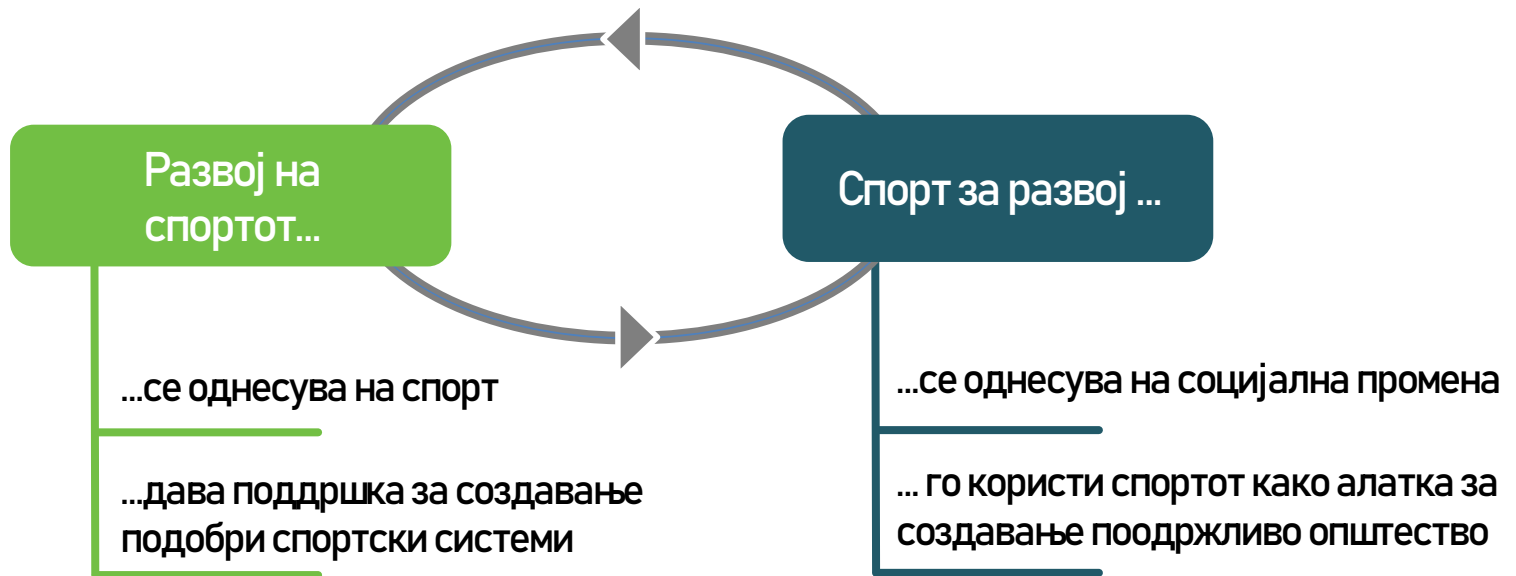 Развој на
спортот...
...се однесува на спорт
...дава поддршка за создавање
подобри спортски системи
Спорт за развој ...
...се однесува на социјална промена
... го користи спортот како алатка за
создавање поодржливо општество